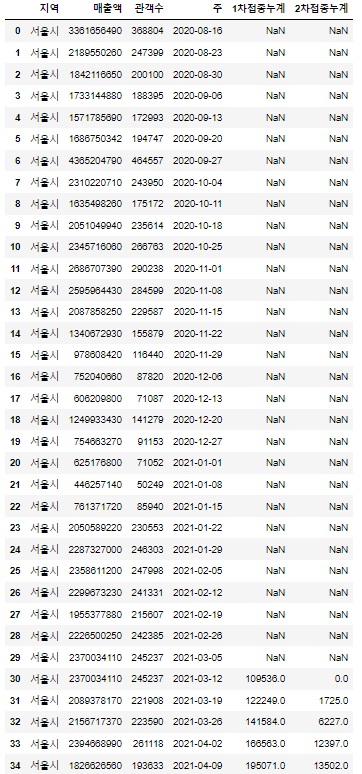 지역 매출액 관객수 주 1차접종누계 2차접종누계
0 서울시 3361656490 368804 2020-08-16 NaN NaN
1 서울시 2189550260 247399 2020-08-23 NaN NaN
2 서울시 1842116650 200100 2020-08-30 NaN NaN
3 서울시 1733144880 188395 2020-09-06 NaN NaN
4 서울시 1571785690 172993 2020-09-13 NaN NaN
5 서울시 1686750342 194747 2020-09-20 NaN NaN
6 서울시 4365204790 464557 2020-09-27 NaN NaN
7 서울시 2310220710 243950 2020-10-04 NaN NaN
8 서울시 1635498260 175172 2020-10-11 NaN NaN
9 서울시 2051049940 235614 2020-10-18 NaN NaN
10 서울시 2345716060 266763 2020-10-25 NaN NaN
11 서울시 2686707390 290238 2020-11-01 NaN NaN
12 서울시 2595964430 284599 2020-11-08 NaN NaN
13 서울시 2087858250 229587 2020-11-15 NaN NaN
14 서울시 1340672930 155879 2020-11-22 NaN NaN
15 서울시 978608420 116440 2020-11-29 NaN NaN
16 서울시 752040660 87820 2020-12-06 NaN NaN
17 서울시 606209800 71087 2020-12-13 NaN NaN
18 서울시 1249933430 141279 2020-12-20 NaN NaN
19 서울시 754663270 91153 2020-12-27 NaN NaN
20 서울시 625176800 71052 2021-01-01 NaN NaN
21 서울시 446257140 50249 2021-01-08 NaN NaN
22 서울시 761371720 85940 2021-01-15 NaN NaN
23 서울시 2050589220 230553 2021-01-22 NaN NaN
24 서울시 2287327000 246303 2021-01-29 NaN NaN
25 서울시 2358611200 247998 2021-02-05 NaN NaN
26 서울시 2299673230 241331 2021-02-12 NaN NaN
27 서울시 1955377880 215607 2021-02-19 NaN NaN
28 서울시 2226500250 242385 2021-02-26 NaN NaN
29 서울시 2370034110 245237 2021-03-05 NaN NaN
30 서울시 2370034110 245237 2021-03-12 109536.0 0.0
31 서울시 2089378170 221908 2021-03-19 122249.0 1725.0
32 서울시 2156717370 223590 2021-03-26 141584.0 6227.0
33 서울시 2394668990 261118 2021-04-02 166563.0 12397.0
34 서울시 1826626560 193633 2021-04-09 195071.0 13502.0